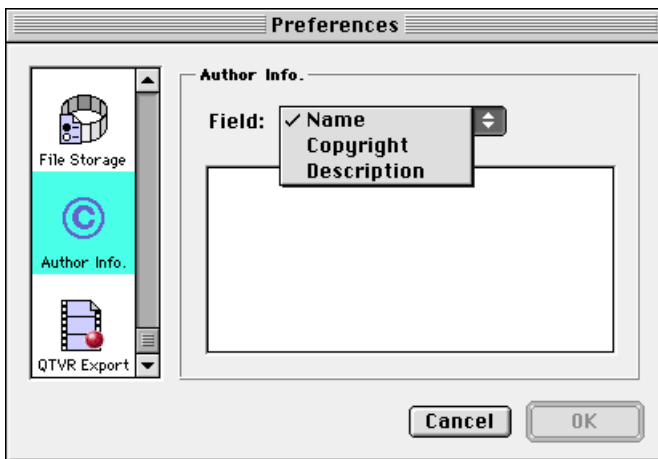 Preferences
File Storage
Author Info.
QTVR Export
Author Info.
Field:
✓ Name
Copyright
Description
Cancel
OK